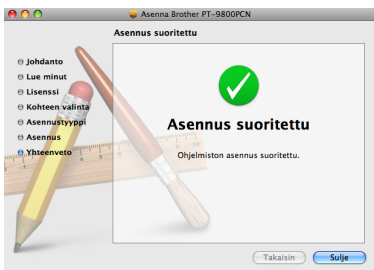 Asenna Brother PT-9800PCN
Asennus suoritettu
Johdanto
Lue minut
Lisenssi
Kohteen valinta
Asennustyyppi
Asennus
Yhteenveto
Asennus suoritettu
Ohjelmiston asennus suoritettu.
Takaisin
Sulje